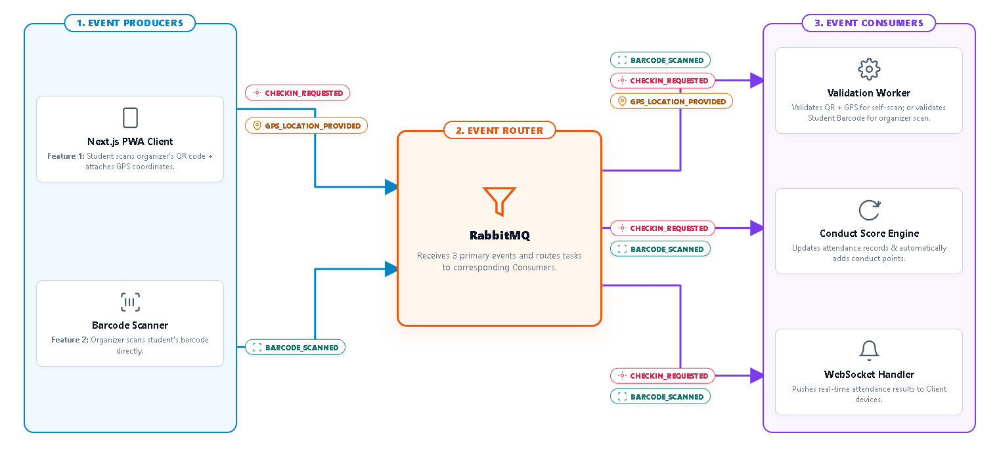 1. EVENT PRODUCERS
Next.js PWA Client
Feature 1: Student scans organizer's QR code +
attaches GPS coordinates.
Barcode Scanner
Feature 2: Organizer scans student's barcode
directly.
CHECKIN_REQUESTED
GPS_LOCATION_PROVIDED
BARCODE_SCANNED
2. EVENT ROUTER
RabbitMQ
Receives 3 primary events and routes tasks
to corresponding Consumers.
BARCODE_SCANNED
CHECKIN_REQUESTED
GPS_LOCATION_PROVIDED
CHECKIN_REQUESTED
BARCODE_SCANNED
CHECKIN_REQUESTED
BARCODE_SCANNED
3. EVENT CONSUMERS
Validation Worker
Validates QR + GPS for self-scan; or validates
Student Barcode for organizer scan.
Conduct Score Engine
Updates attendance records & automatically
adds conduct points.
WebSocket Handler
Pushes real-time attendance results to Client
devices.